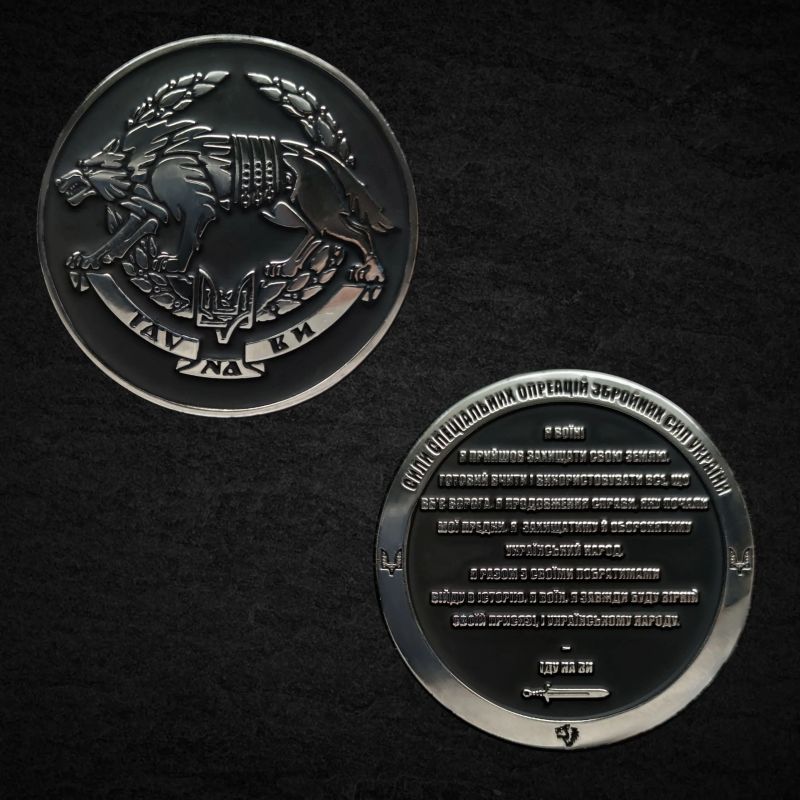 ІДУ НА ВИ
СИЛИ СПЕЦІАЛЬНИХ ОПРЕАЦІЙ ЗБРОЙНИХ СИЛ УКРАЇНИ
Я ВОЇН!
Я ПРИЙШОВ ЗАХИЩАТИ СВОЮ ЗЕМЛЮ.
ГОТОВИЙ ВЧИТИ І ВИКОРИСТОВУВАТИ ВСЕ, ЩО
ВБ'Є ВОРОГА. Я ПРОДОВЖЕННЯ СПРАВИ, ЯКУ ПОЧАЛИ
МОЇ ПРЕДКИ. Я ЗАХИЩАТИМУ Й ОБОРОНЯТИМУ
УКРАЇНСЬКИЙ НАРОД.
Я РАЗОМ З СВОЇМИ ПОБРАТИМАМИ
ВІЙДУ В ІСТОРІЮ. Я ВОЇН. Я ЗАВЖДИ БУДУ ВІРНИЙ
СВОЇЙ ПРИСЯЗІ, І УКРАЇНСЬКОМУ НАРОДУ.
–
ІДУ НА ВИ